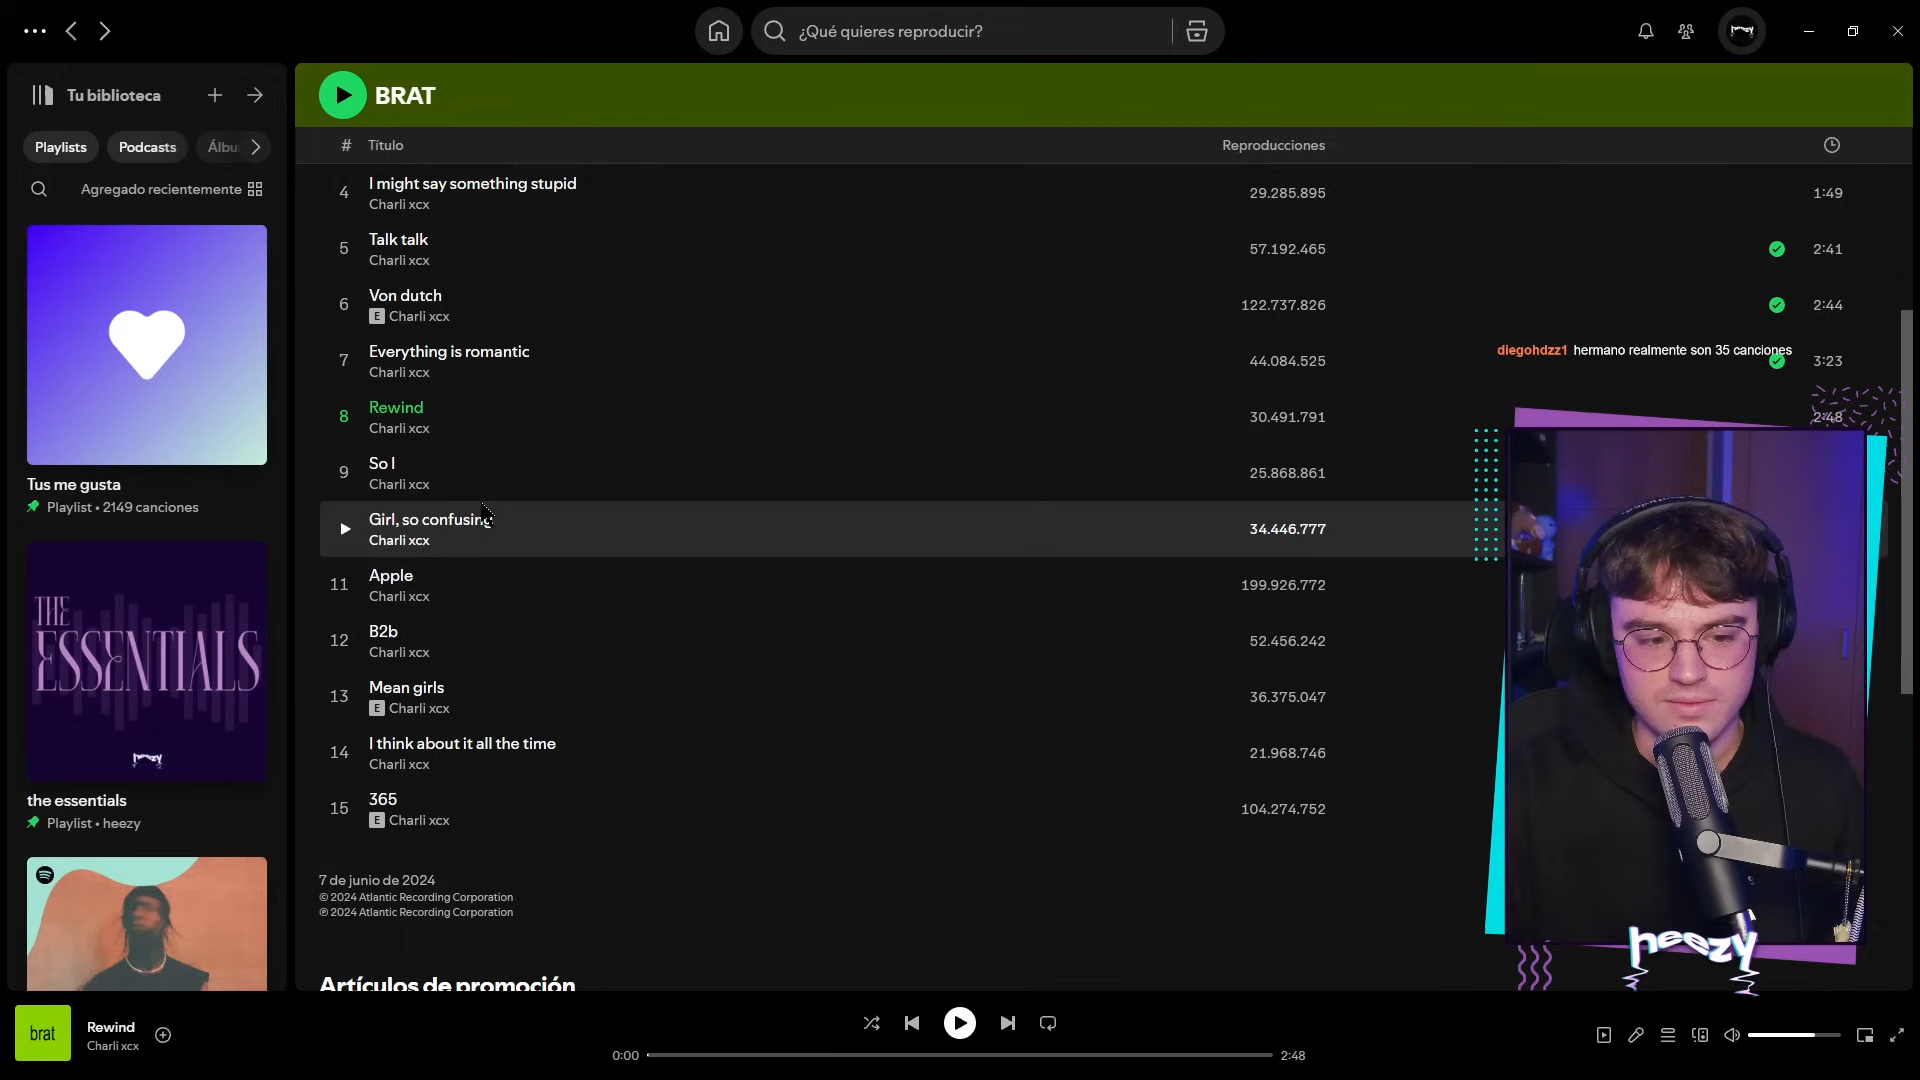 ¿Qué quieres reproducir?
Tu biblioteca
Playlists
Podcasts
Álbu
Agregado recientemente
Tus me gusta
Playlist • 2149 canciones
THE
ESSENTIALS
heezy
the essentials
Playlist • heezy
BRAT
# Título Reproducciones
4 I might say something stupid 29.285.895 1:49
Charli xcx
5 Talk talk 57.192.465 2:41
Charli xcx
6 Von dutch 122.737.826 2:44
E Charli xcx
diegohdzz1 hermano realmente son 35 canciones
7 Everything is romantic 44.084.525 3:23
Charli xcx
8 Rewind 30.491.791 2:48
Charli xcx
9 So I 25.868.861
Charli xcx
Girl, so confusing 34.446.777
Charli xcx
11 Apple 199.926.772
Charli xcx
12 B2b 52.456.242
Charli xcx
13 Mean girls 36.375.047
E Charli xcx
14 I think about it all the time 21.968.746
Charli xcx
15 365 104.274.752
E Charli xcx
7 de junio de 2024
© 2024 Atlantic Recording Corporation
℗ 2024 Atlantic Recording Corporation
Artículos de promoción
heezy
brat
Rewind
Charli xcx
0:00
2:48